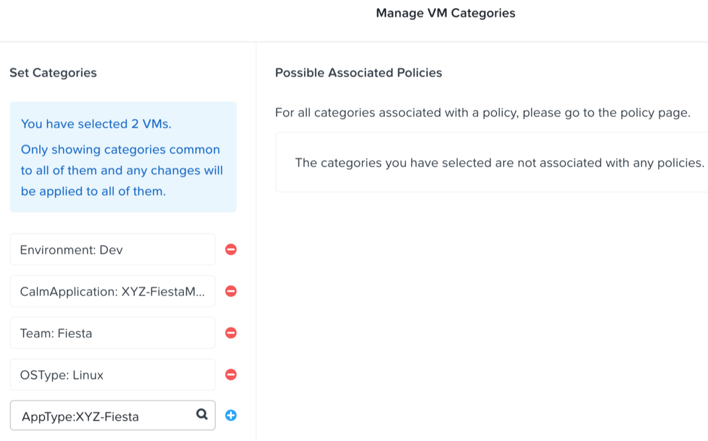 Manage VM Categories
Set Categories
You have selected 2 VMs.
Only showing categories common
to all of them and any changes will
be applied to all of them.
Environment: Dev
CalmApplication: XYZ-FiestaM...
Team: Fiesta
OSType: Linux
AppType:XYZ-Fiesta
Possible Associated Policies
For all categories associated with a policy, please go to the policy page.
The categories you have selected are not associated with any policies.